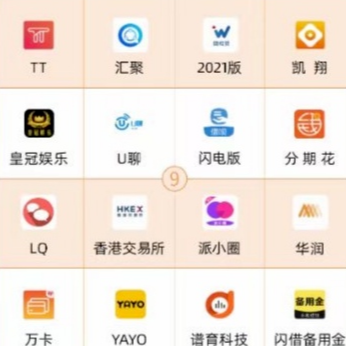 TT
汇聚
2021版
凯 翔
皇冠娱乐
U聊
闪电版
分 期 花
9
LQ
HKEX
香港交易所
派小圈
华润
万卡
YAYO
YAYO
谱育科技
备用金
闪借备用金